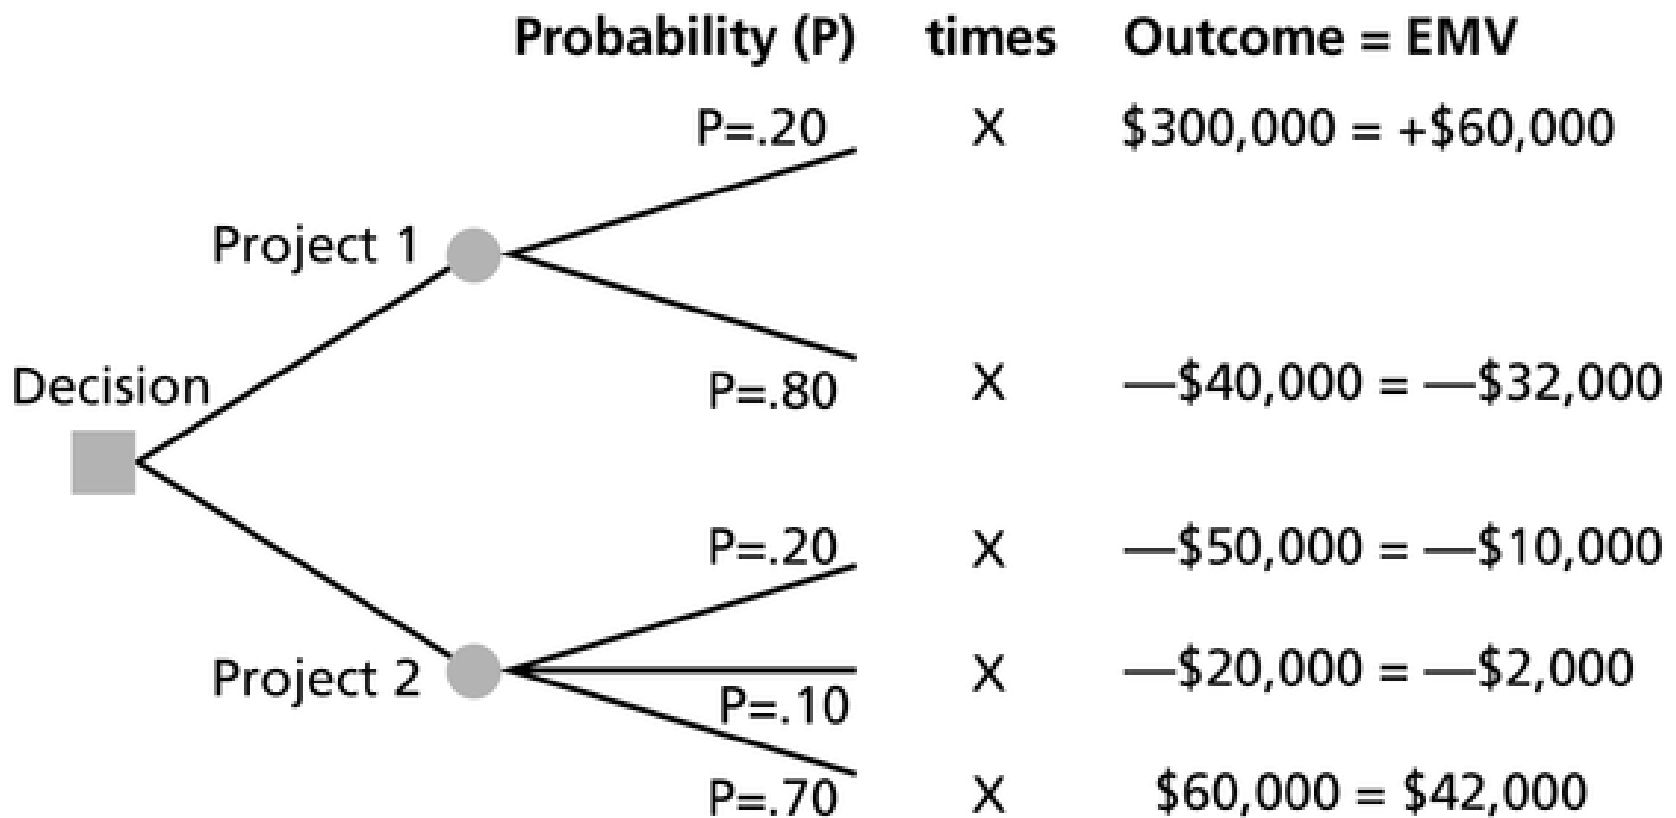 Probability (P) times Outcome = EMV
P=.20 X $300,000 = +$60,000
Project 1
P=.80 X —$40,000 = —$32,000
Decision
P=.20 X —$50,000 = —$10,000
Project 2 X —$20,000 = —$2,000
P=.10
P=.70 X $60,000 = $42,000